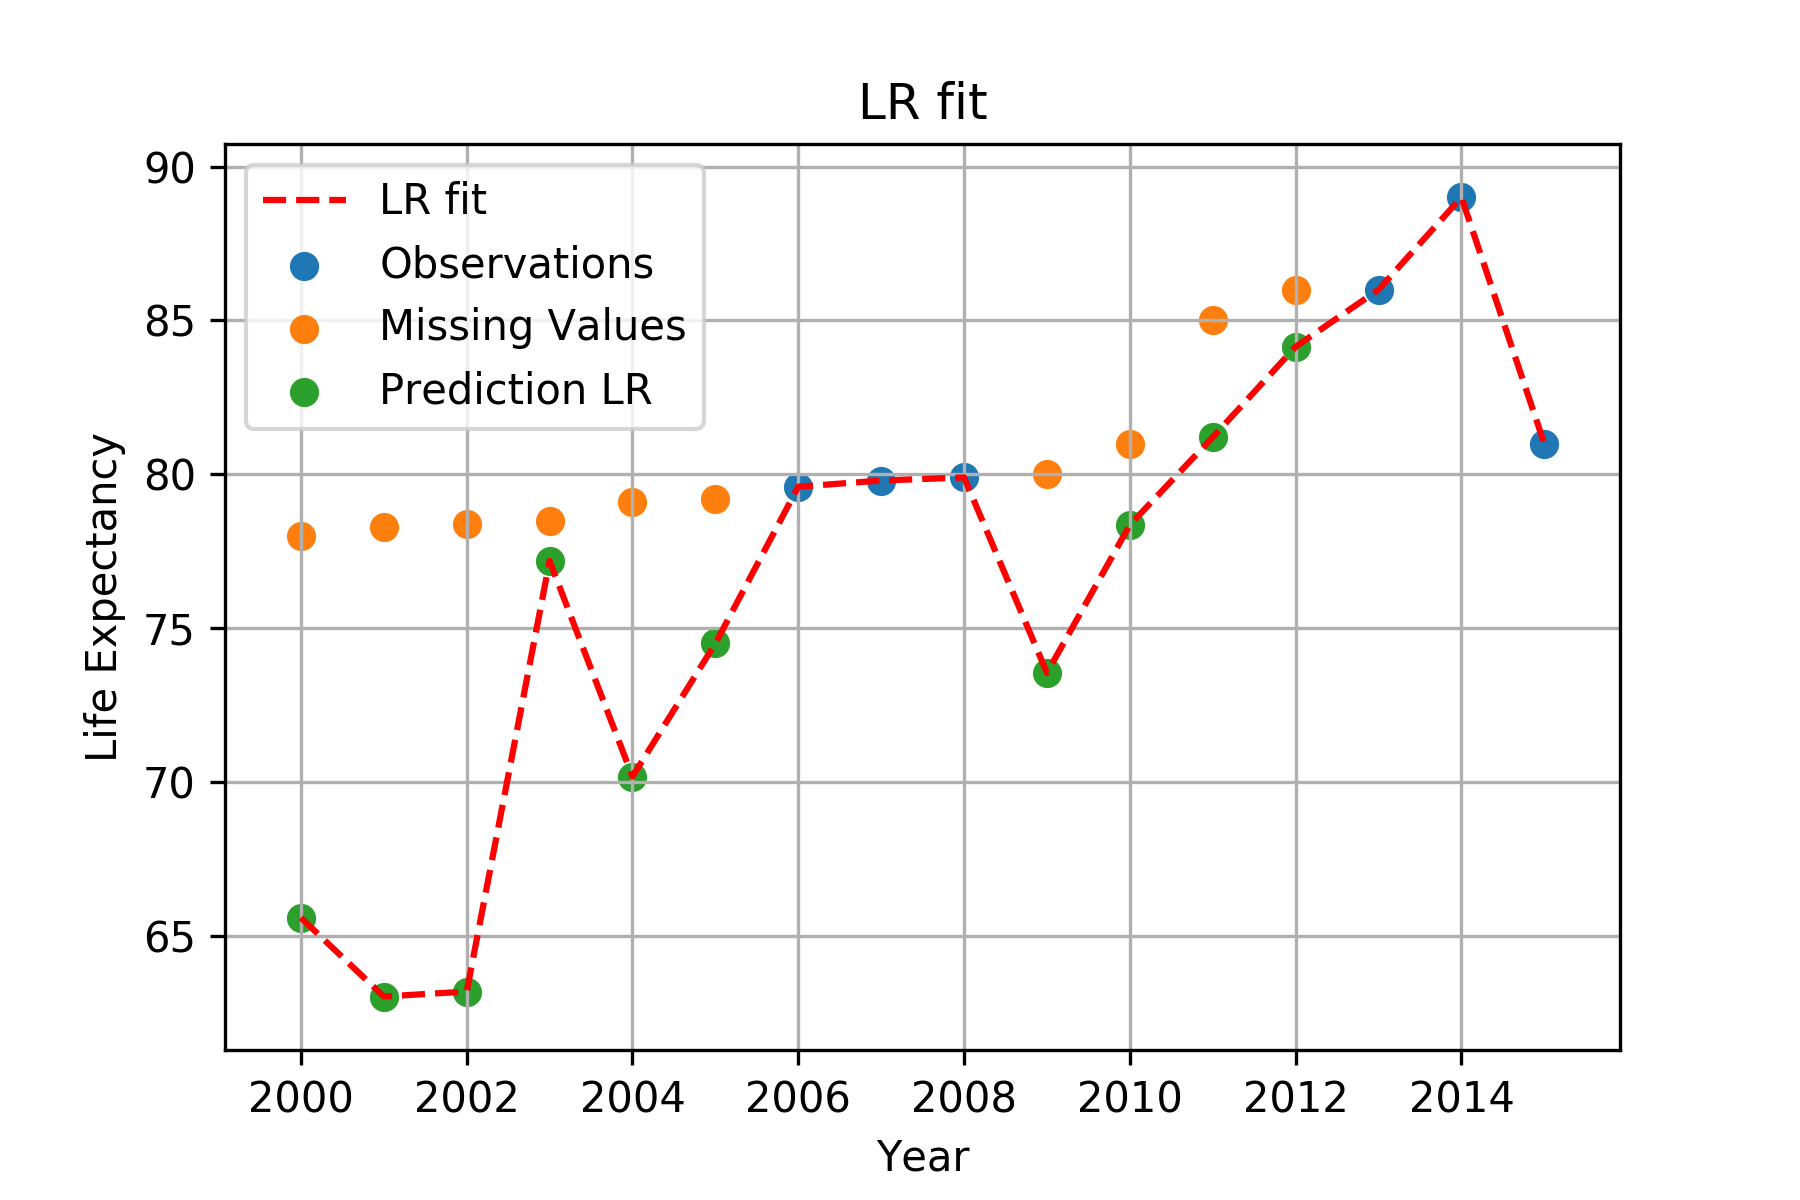 LR fit
90
85
80
75
70
65
Life Expectancy
LR fit
Observations
Missing Values
Prediction LR
2000 2002 2004 2006 2008 2010 2012 2014
Year